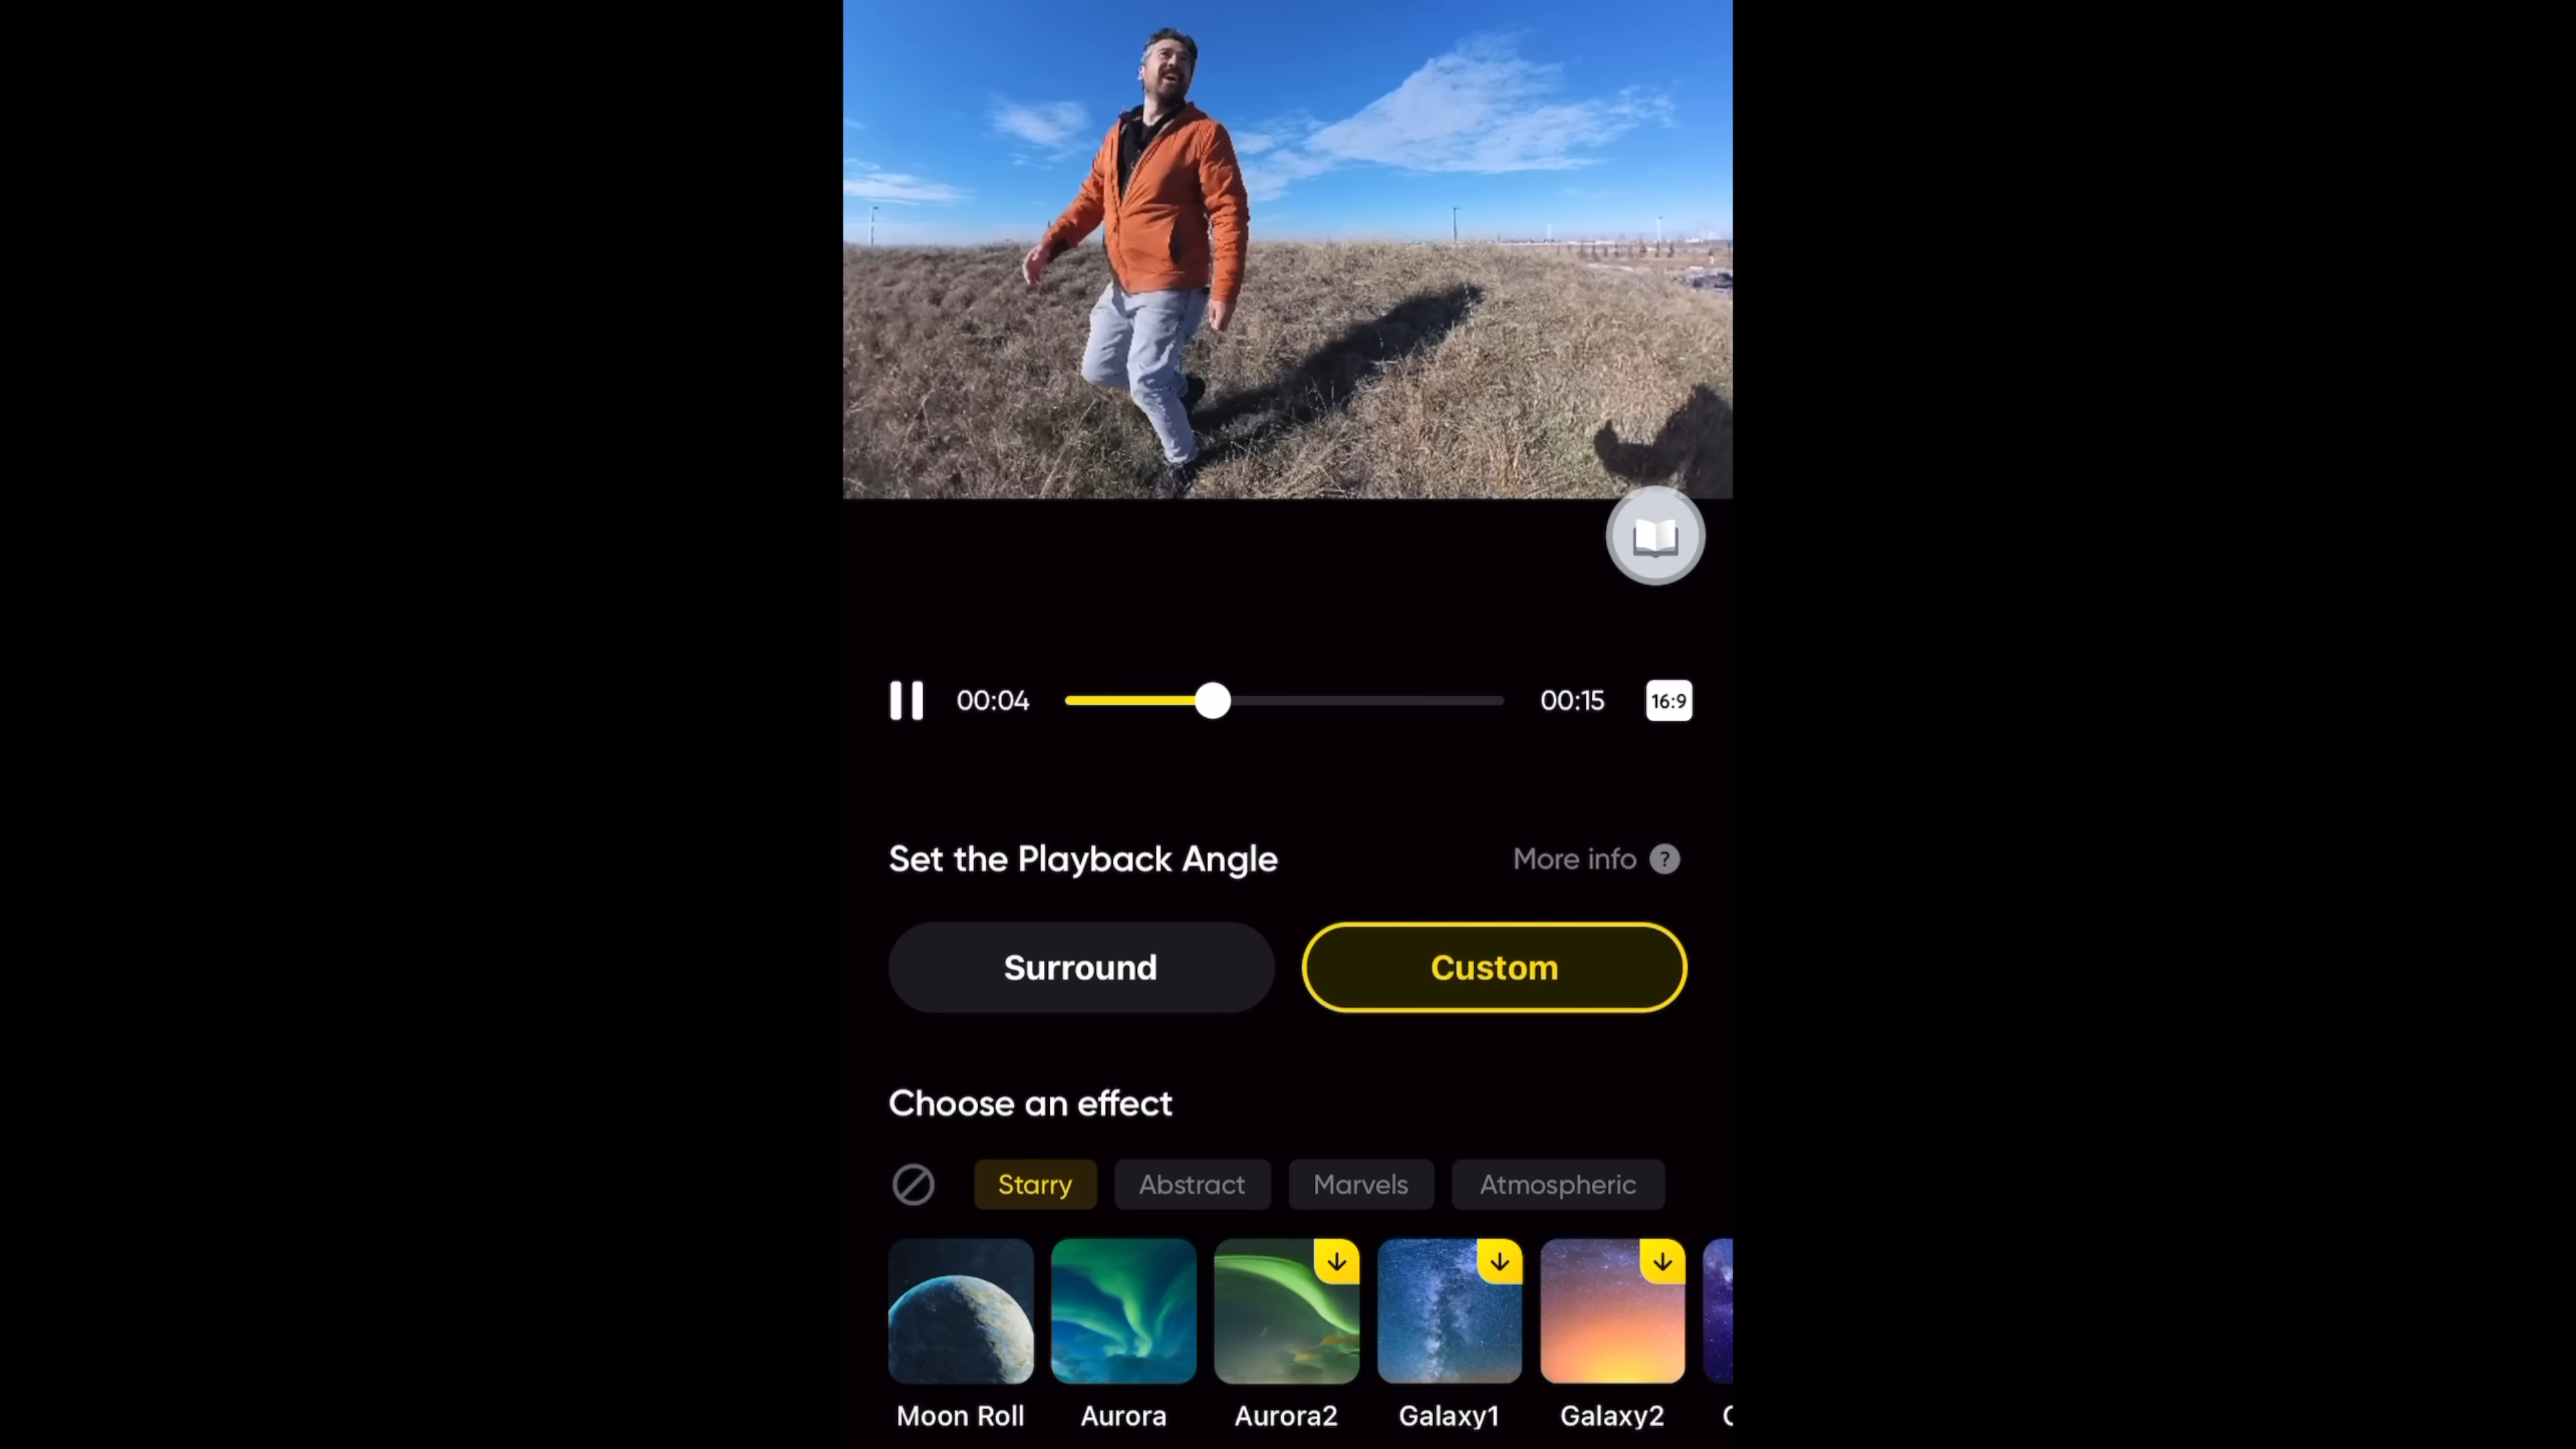 00:04
00:15
16:9
Set the Playback Angle
More info ?
Surround
Custom
Choose an effect
Starry
Abstract
Marvels
Atmospheric
Moon Roll
Aurora
Aurora2
Galaxy1
Galaxy2